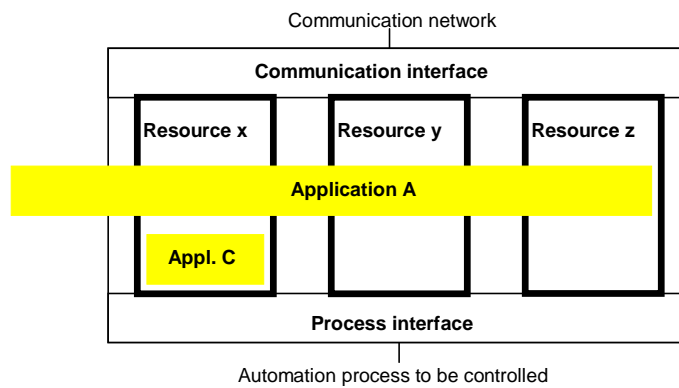 Communication network
Communication interface
Resource x Resource y Resource z
Application A
Appl. C
Process interface
Automation process to be controlled